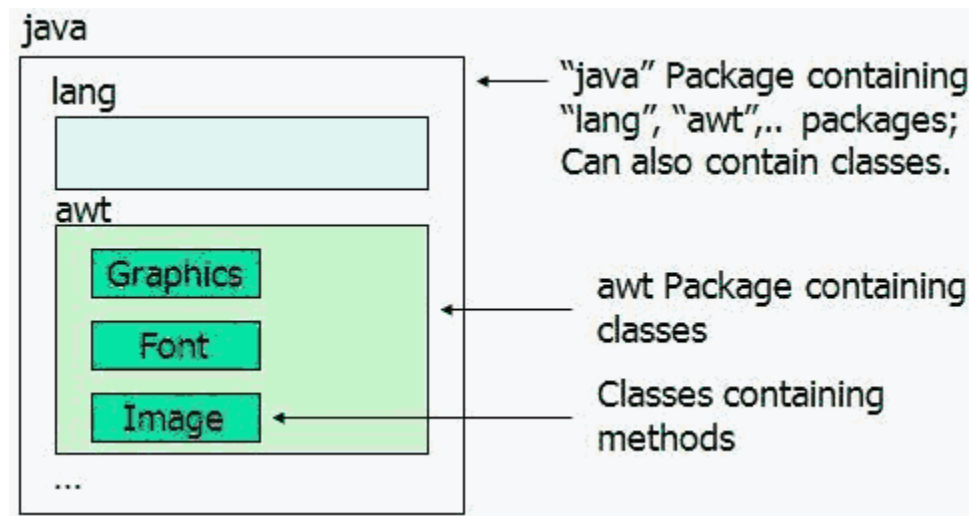 java
lang
awt
Graphics
Font
Image
...
“java” Package containing
“lang”, “awt”,.. packages;
Can also contain classes.
awt Package containing
classes
Classes containing
methods